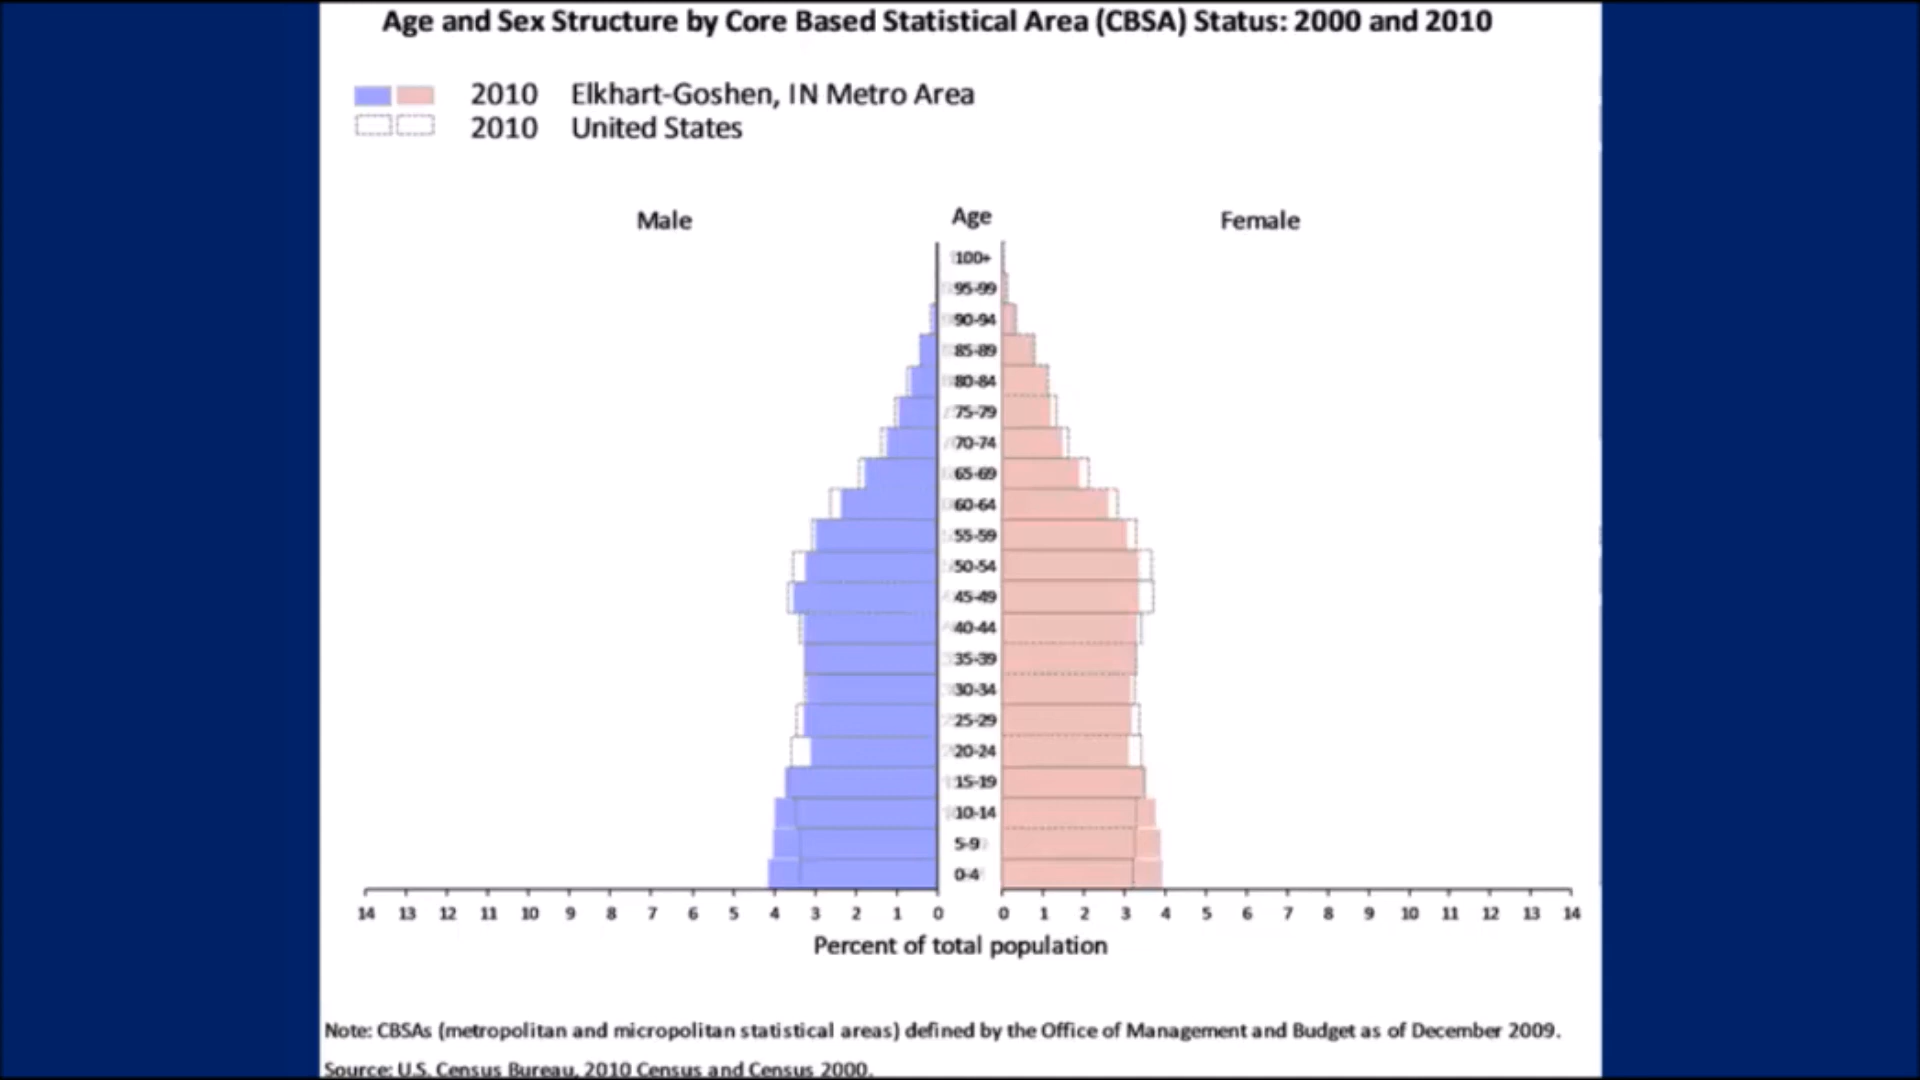 Age and Sex Structure by Core Based Statistical Area (CBSA) Status: 2000 and 2010
2010 Elkhart-Goshen, IN Metro Area
2010 United States
Male Age Female
100+
95-99
90-94
85-89
80-84
75-79
70-74
65-69
60-64
55-59
50-54
45-49
40-44
35-39
30-34
25-29
20-24
15-19
10-14
5-9
0-4
14 13 12 11 10 9 8 7 6 5 4 3 2 1 0 0 1 2 3 4 5 6 7 8 9 10 11 12 13 14
Percent of total population
Note: CBSAs (metropolitan and micropolitan statistical areas) defined by the Office of Management and Budget as of December 2009.
Source: U.S. Census Bureau, 2010 Census and Census 2000.